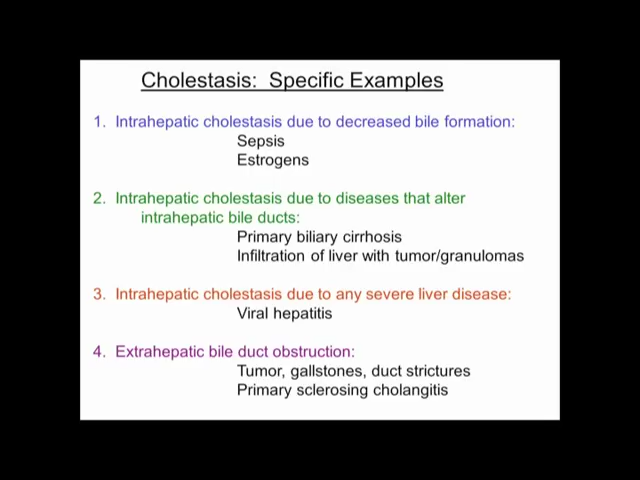 Cholestasis: Specific Examples
1. Intrahepatic cholestasis due to decreased bile formation:
Sepsis
Estrogens
2. Intrahepatic cholestasis due to diseases that alter
intrahepatic bile ducts:
Primary biliary cirrhosis
Infiltration of liver with tumor/granulomas
3. Intrahepatic cholestasis due to any severe liver disease:
Viral hepatitis
4. Extrahepatic bile duct obstruction:
Tumor, gallstones, duct strictures
Primary sclerosing cholangitis